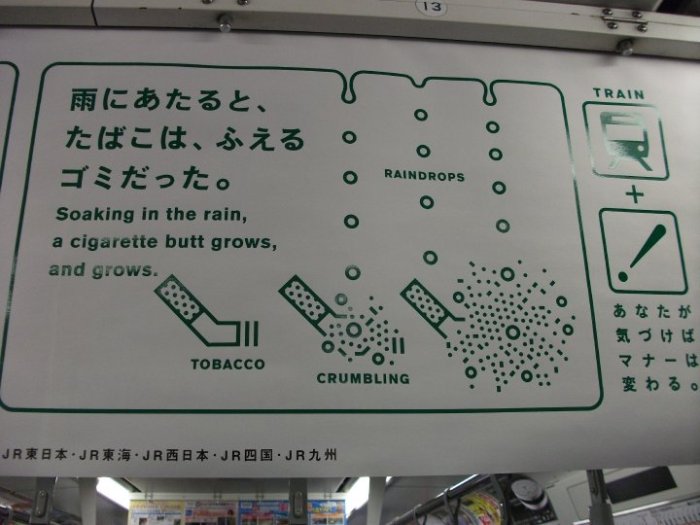 13
雨にあたると、
たばこは、ふえる
ゴミだった。
Soaking in the rain,
a cigarette butt grows,
and grows.
RAINDROPS
TOBACCO
CRUMBLING
TRAIN
+
!
あなたが
気づけば
マナーは
変わる。
JR東日本・JR東海・JR西日本・JR四国・JR九州